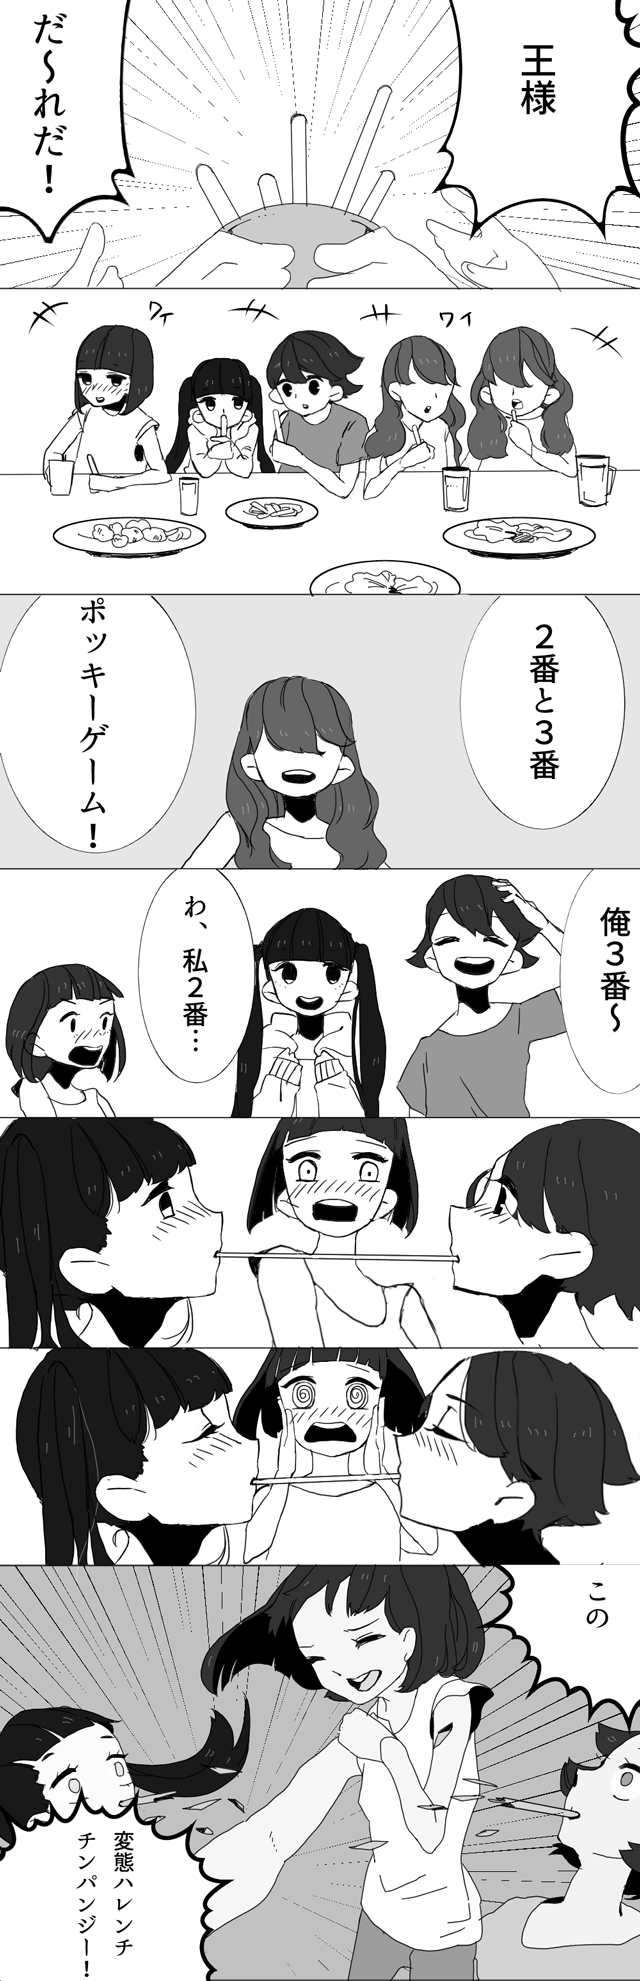 王様
だ〜れだ！
ワイ
ワイ
２番と３番
ポッキーゲーム！
俺３番〜
わ、私２番…
この
変態ハレンチ
チンパンジー！